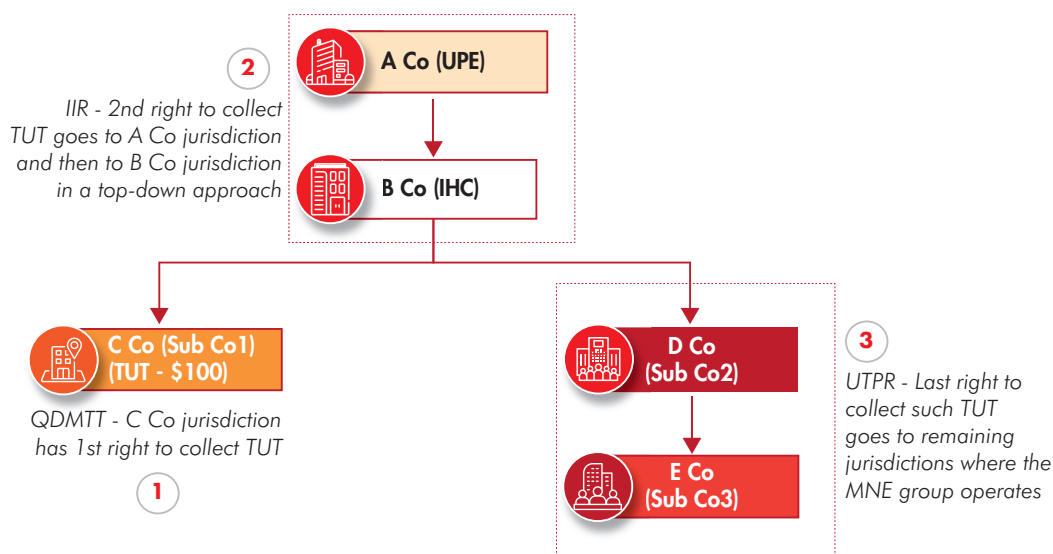 A Co (UPE)
2
IIR - 2nd right to collect
TUT goes to A Co jurisdiction
and then to B Co jurisdiction
in a top-down approach
B Co (IHC)
C Co (Sub Co1)
(TUT - $100)
QDMTT - C Co jurisdiction
has 1st right to collect TUT
1
D Co
(Sub Co2)
E Co
(Sub Co3)
3
UTPR - Last right to
collect such TUT
goes to remaining
jurisdictions where the
MNE group operates